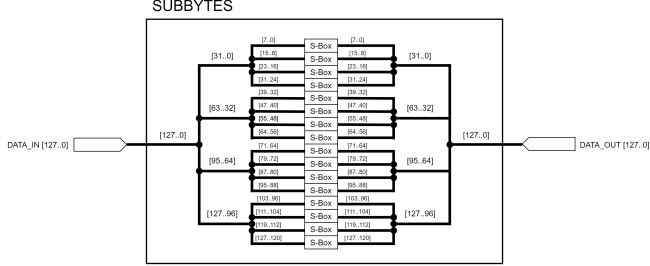 SUBBYTES
[7..0] S-Box [7..0]
[31..0] [15..8] S-Box [15..8] [31..0]
[23..16] S-Box [23..16]
[31..24] S-Box [31..24]
[39..32] S-Box [39..32]
[63..32] [47..40] S-Box [47..40] [63..32]
[55..48] S-Box [55..48]
[127..0] [64..56] S-Box [64..56] [127..0]
DATA_IN [127..0] [71..64] S-Box [71..64] DATA_OUT [127..0]
[95..64] [79..72] S-Box [79..72] [95..64]
[87..80] S-Box [87..80]
[95..88] S-Box [95..88]
[103..96] S-Box [103..96]
[127..96] [111..104] S-Box [111..104] [127..96]
[119..112] S-Box [119..112]
[127..120] S-Box [127..120]